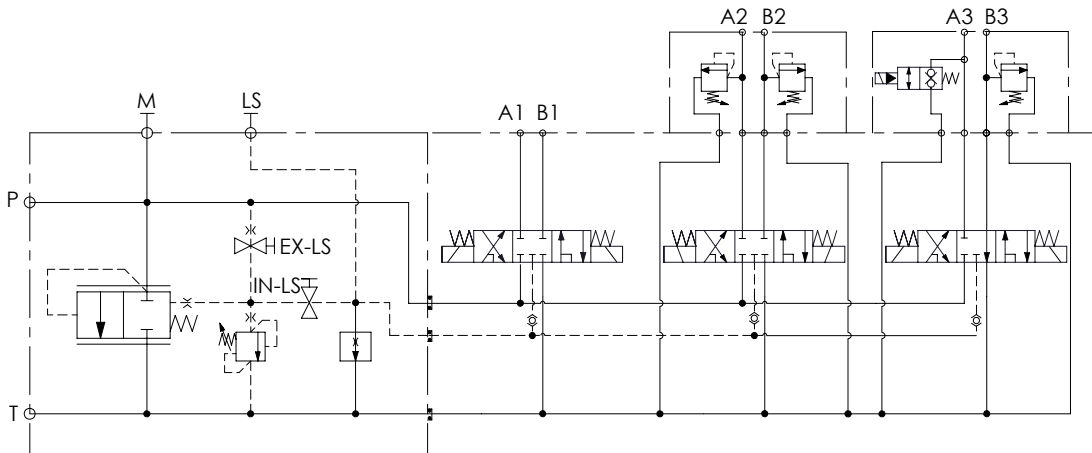 A2 B2
A3 B3
M
LS
A1 B1
P
EX-LS
IN-LS
T